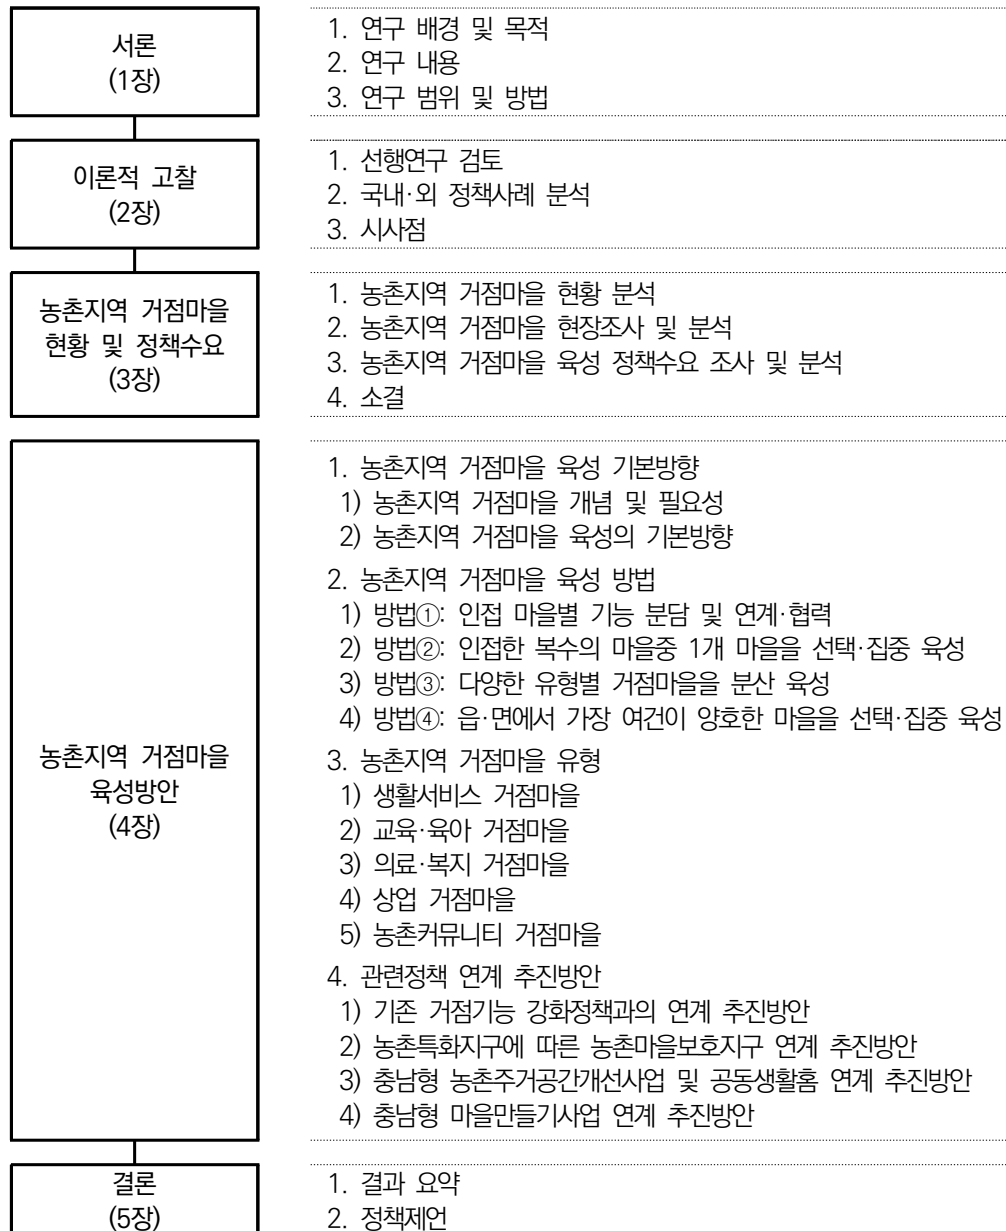 서론
(1장)
1. 연구 배경 및 목적
2. 연구 내용
3. 연구 범위 및 방법
이론적 고찰
(2장)
1. 선행연구 검토
2. 국내·외 정책사례 분석
3. 시사점
농촌지역 거점마을
현황 및 정책수요
(3장)
1. 농촌지역 거점마을 현황 분석
2. 농촌지역 거점마을 현장조사 및 분석
3. 농촌지역 거점마을 육성 정책수요 조사 및 분석
4. 소결
농촌지역 거점마을
육성방안
(4장)
1. 농촌지역 거점마을 육성 기본방향
1) 농촌지역 거점마을 개념 및 필요성
2) 농촌지역 거점마을 육성의 기본방향
2. 농촌지역 거점마을 육성 방법
1) 방법①: 인접 마을별 기능 분담 및 연계·협력
2) 방법②: 인접한 복수의 마을중 1개 마을을 선택·집중 육성
3) 방법③: 다양한 유형별 거점마을을 분산 육성
4) 방법④: 읍·면에서 가장 여건이 양호한 마을을 선택·집중 육성
3. 농촌지역 거점마을 유형
1) 생활서비스 거점마을
2) 교육·육아 거점마을
3) 의료·복지 거점마을
4) 상업 거점마을
5) 농촌커뮤니티 거점마을
4. 관련정책 연계 추진방안
1) 기존 거점기능 강화정책과의 연계 추진방안
2) 농촌특화지구에 따른 농촌마을보호지구 연계 추진방안
3) 충남형 농촌주거공간개선사업 및 공동생활홈 연계 추진방안
4) 충남형 마을만들기사업 연계 추진방안
결론
(5장)
1. 결과 요약
2. 정책제언